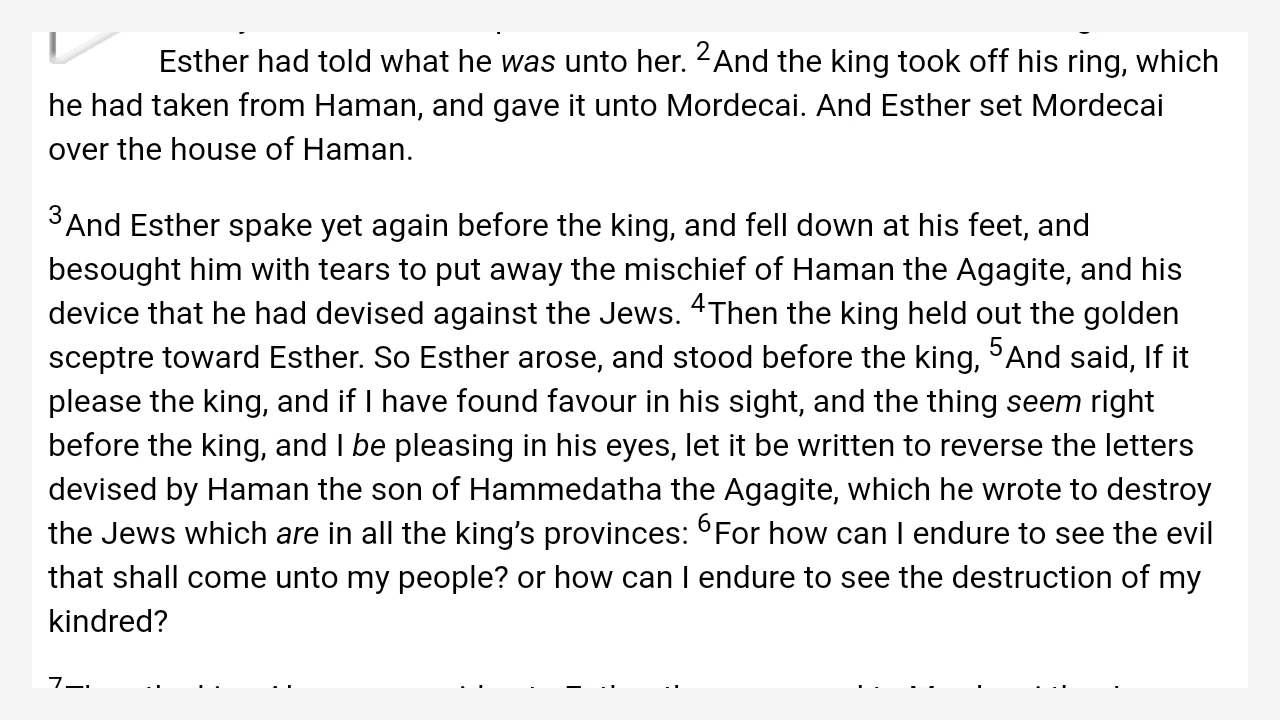 Esther had told what he was unto her. 2And the king took off his ring, which
he had taken from Haman, and gave it unto Mordecai. And Esther set Mordecai
over the house of Haman.
3And Esther spake yet again before the king, and fell down at his feet, and
besought him with tears to put away the mischief of Haman the Agagite, and his
device that he had devised against the Jews. 4Then the king held out the golden
sceptre toward Esther. So Esther arose, and stood before the king, 5And said, If it
please the king, and if I have found favour in his sight, and the thing seem right
before the king, and I be pleasing in his eyes, let it be written to reverse the letters
devised by Haman the son of Hammedatha the Agagite, which he wrote to destroy
the Jews which are in all the king’s provinces: 6For how can I endure to see the evil
that shall come unto my people? or how can I endure to see the destruction of my
kindred?